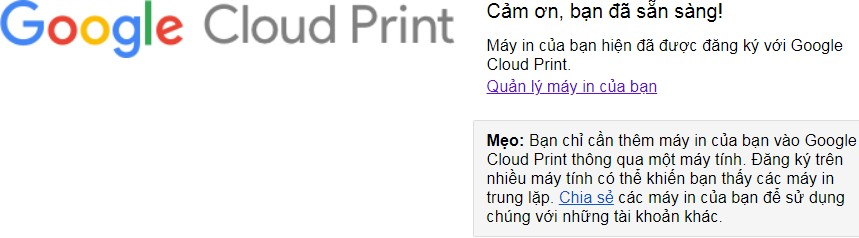 Google Cloud Print
Cảm ơn, bạn đã sẵn sàng!
Máy in của bạn hiện đã được đăng ký với Google
Cloud Print.
Quản lý máy in của bạn
Mẹo: Bạn chỉ cần thêm máy in của bạn vào Google
Cloud Print thông qua một máy tính. Đăng ký trên
nhiều máy tính có thể khiến bạn thấy các máy in
trung lặp. Chia sẻ các máy in của bạn để sử dụng
chúng với những tài khoản khác.